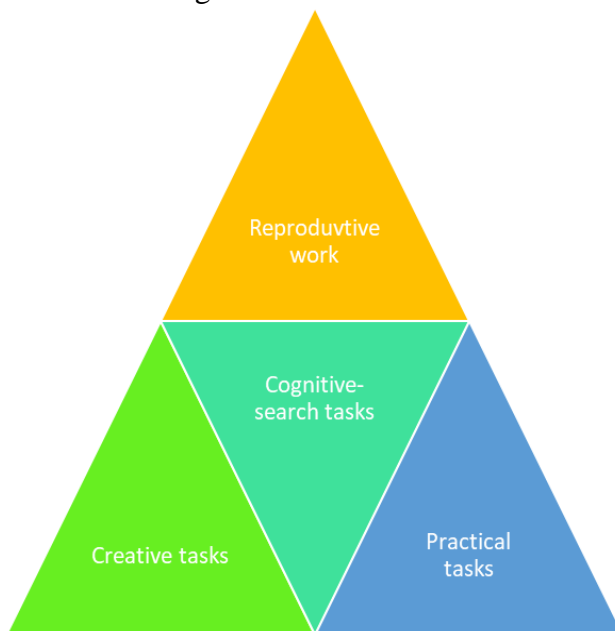 Reproduvtive
work
Cognitive-
search tasks
Creative tasks
Practical
tasks